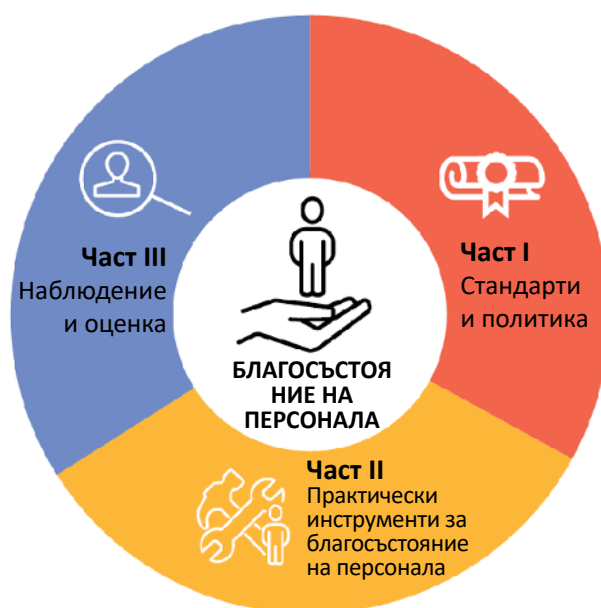 Част I
Стандарти
и политика
Част II
Практически
инструменти за
благосъстояние
на персонала
Част III
Наблюдение
и оценка
БЛАГОСЪСТОЯ
НИЕ НА
ПЕРСОНАЛА